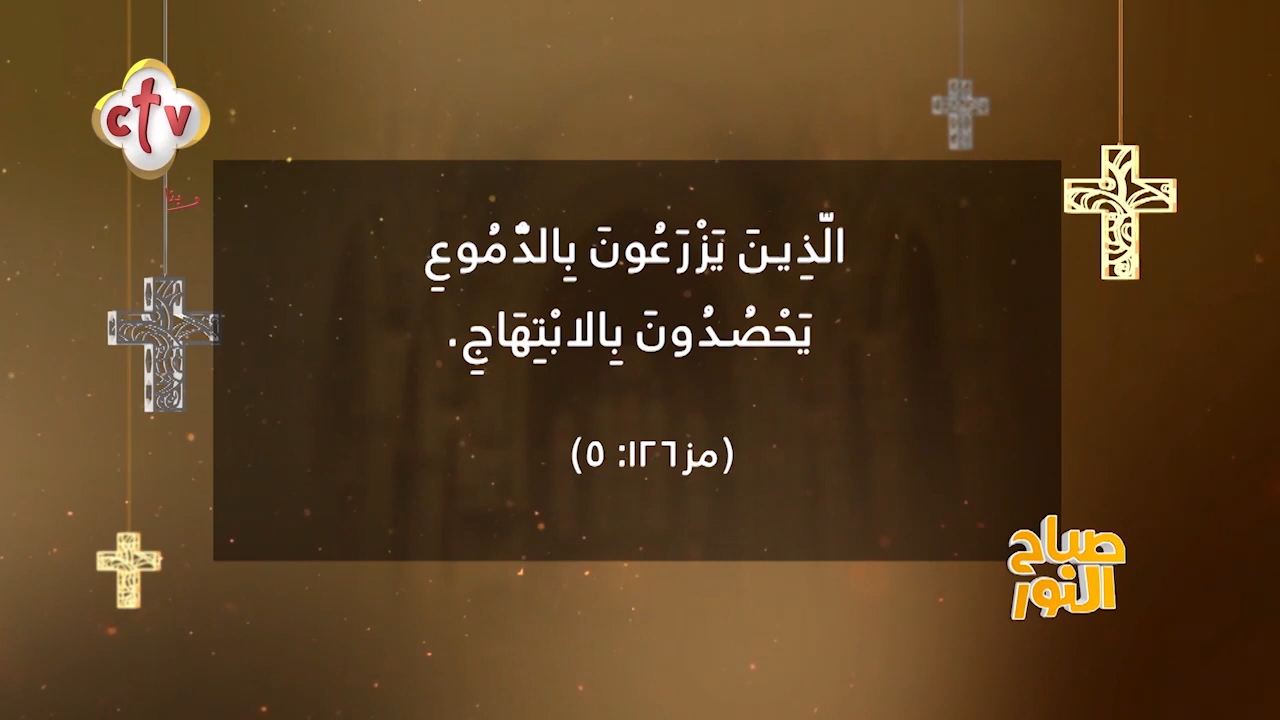 ctv
الَّذِينَ يَزْرَعُونَ بِالدُّمُوعِ
يَحْصُدُونَ بِالابْتِهَاجِ.
(مز١٢٦: ٥)
صباح
النور